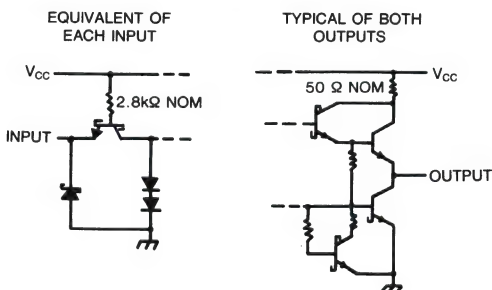 EQUIVALENT OF
EACH INPUT
VCC
2.8kΩ NOM
INPUT
TYPICAL OF BOTH
OUTPUTS
VCC
50 Ω NOM
OUTPUT